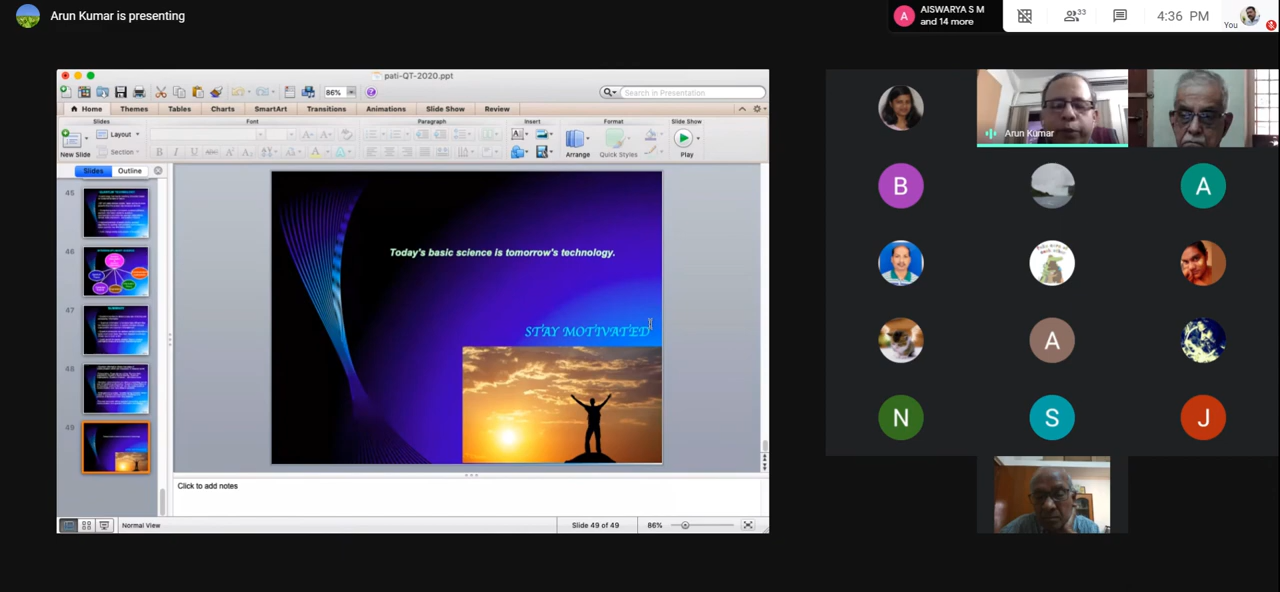 Arun Kumar is presenting
AISWARYA S M
and 14 more
33
4:36 PM
You
pati-QT-2020.ppt
86%
Search in Presentation
Home Themes Tables Charts SmartArt Transitions Animations Slide Show Review
Slides Font Paragraph Insert Format Slide Show
New Slide Layout Section Arrange Quick Styles Play
B I U
Slides Outline
45
46
47
48
49
Today's basic science is tomorrow's technology.
STAY MOTIVATED
Click to add notes
Normal View Slide 49 of 49 86%
Arun Kumar
B
A
A
N
S
J